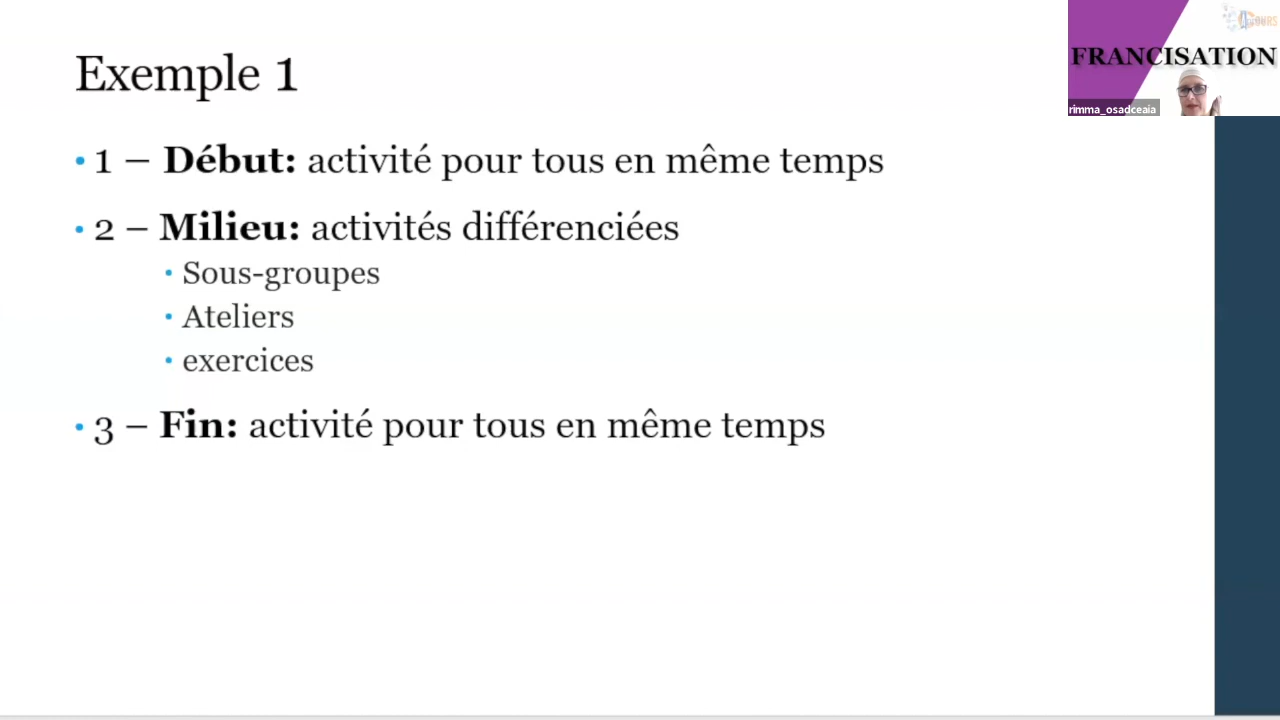 Exemple 1
• 1 – Début: activité pour tous en même temps
• 2 – Milieu: activités différenciées
• Sous-groupes
• Ateliers
• exercices
• 3 – Fin: activité pour tous en même temps
FRANCISATION
rimma_osadceaia